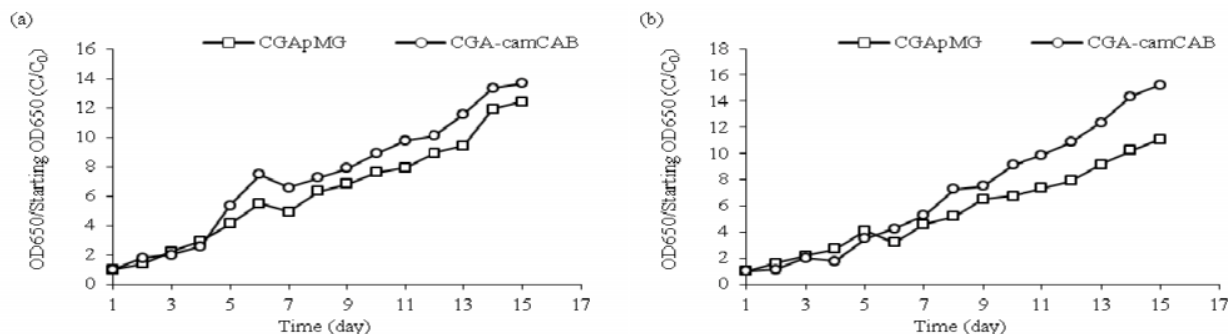 (a)
CGApMG CGA-camCAB
OD650/Starting OD650 (C/C₀)
16
14
12
10
8
6
4
2
0
1 3 5 7 9 11 13 15 17
Time (day)
(b)
CGApMG CGA-camCAB
OD650/Starting OD650 (C/C₀)
18
16
14
12
10
8
6
4
2
0
1 3 5 7 9 11 13 15 17
Time (day)